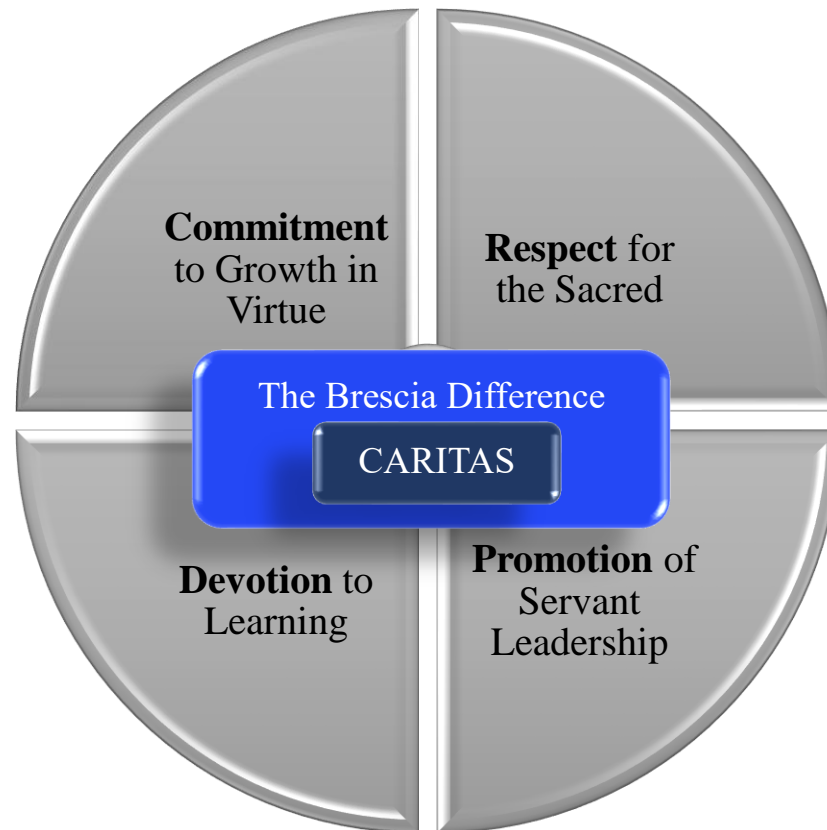 Commitment
to Growth in
Virtue
Respect for
the Sacred
The Brescia Difference
CARITAS
Devotion to
Learning
Promotion of
Servant
Leadership